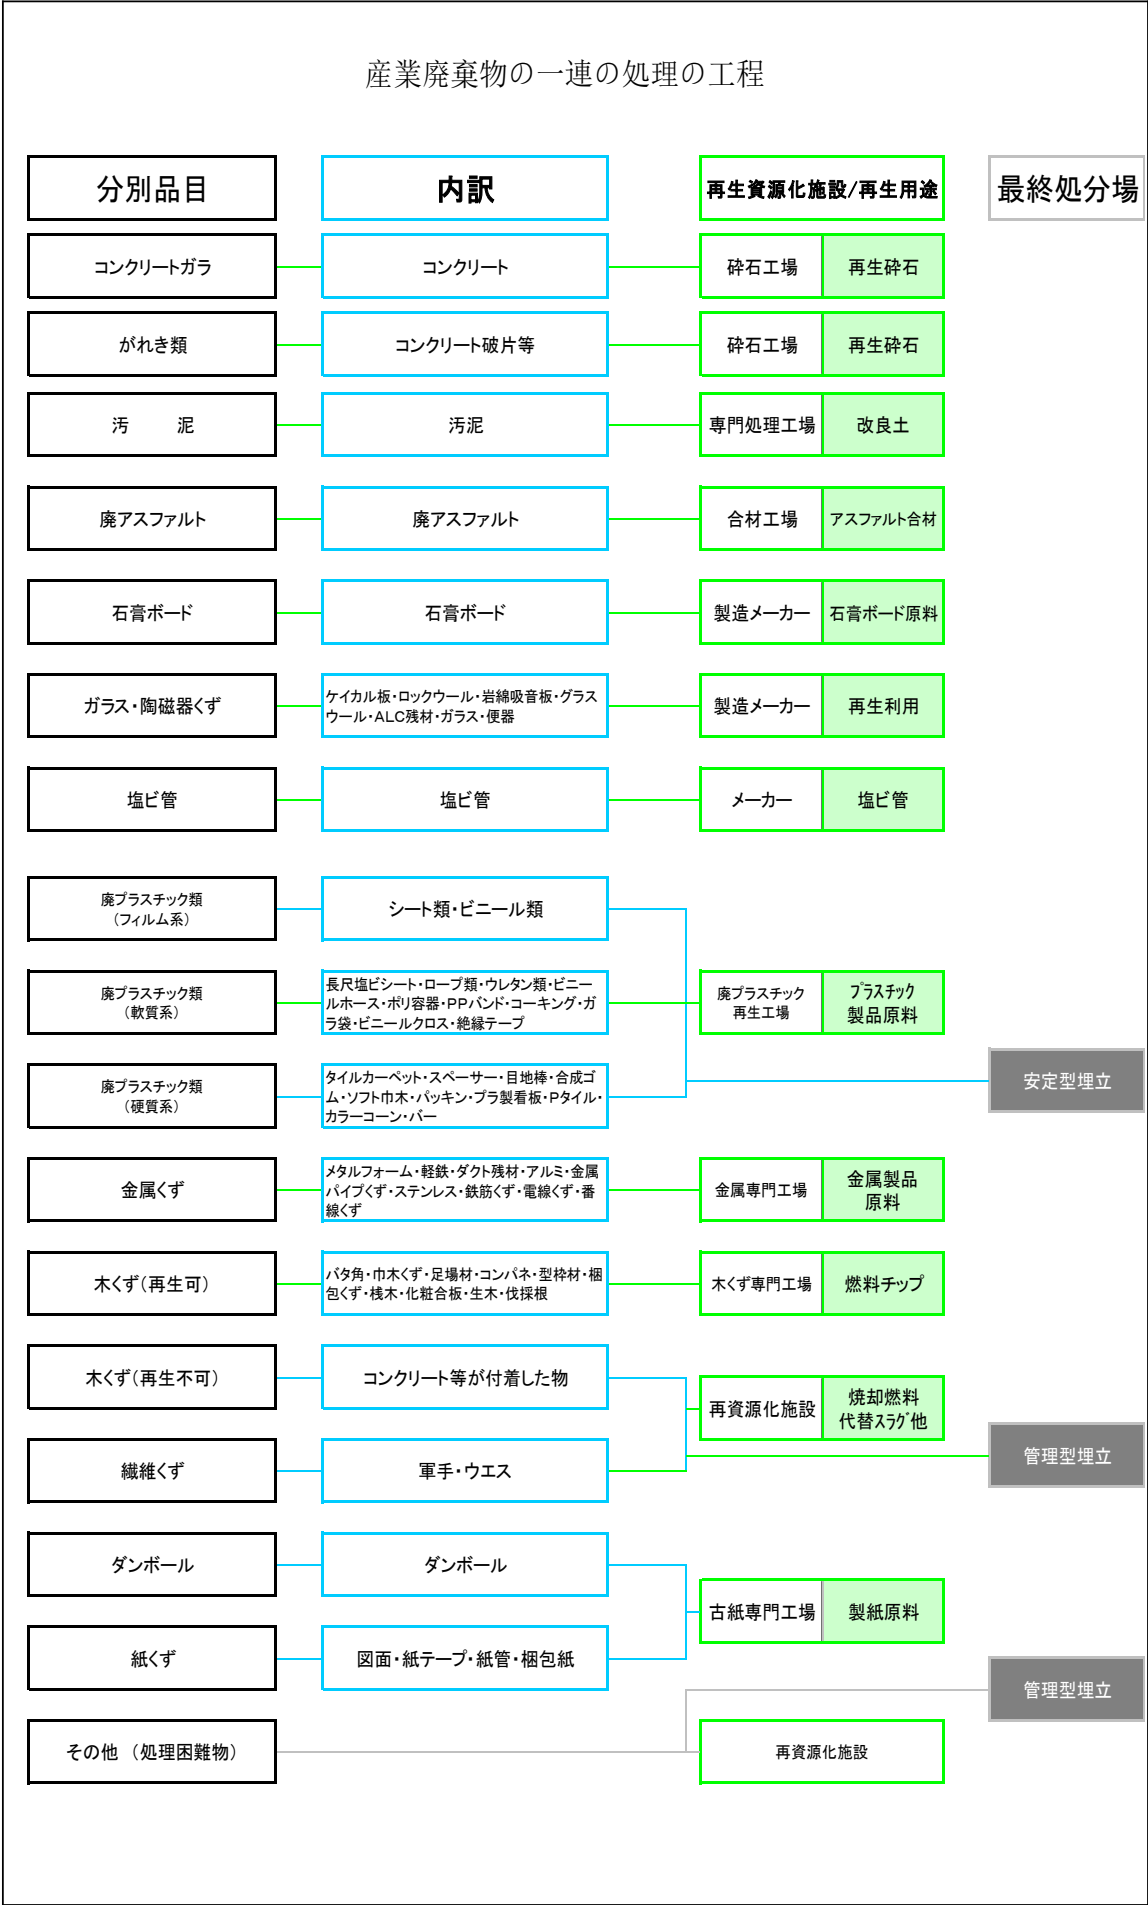 産業廃棄物の一連の処理の工程
分別品目
内訳
再生資源化施設/再生用途
最終処分場
コンクリートガラ
コンクリート
砕石工場
再生砕石
がれき類
コンクリート破片等
砕石工場
再生砕石
汚　　泥
汚泥
専門処理工場
改良土
廃アスファルト
廃アスファルト
合材工場
アスファルト合材
石膏ボード
石膏ボード
製造メーカー
石膏ボード原料
ガラス・陶磁器くず
ケイカル板・ロックウール・岩綿吸音板・グラス
ウール・ALC残材・ガラス・便器
製造メーカー
再生利用
塩ビ管
塩ビ管
メーカー
塩ビ管
廃プラスチック類
（フィルム系）
シート類・ビニール類
廃プラスチック類
（軟質系）
長尺塩ビシート・ロープ類・ウレタン類・ビニー
ルホース・ポリ容器・PPバンド・コーキング・ガ
ラ袋・ビニールクロス・絶縁テープ
廃プラスチック
再生工場
プラスチック
製品原料
安定型埋立
廃プラスチック類
（硬質系）
タイルカーペット・スペーサー・目地棒・合成ゴ
ム・ソフト巾木・パッキン・プラ製看板・Pタイル・
カラーコーン・バー
金属くず
メタルフォーム・軽鉄・ダクト残材・アルミ・金属
パイプくず・ステンレス・鉄筋くず・電線くず・番
線くず
金属専門工場
金属製品
原料
木くず（再生可）
バタ角・巾木くず・足場材・コンパネ・型枠材・梱
包くず・桟木・化粧合板・生木・伐採根
木くず専門工場
燃料チップ
木くず（再生不可）
コンクリート等が付着した物
再資源化施設
焼却燃料
代替スラグ他
管理型埋立
繊維くず
軍手・ウエス
ダンボール
ダンボール
古紙専門工場
製紙原料
紙くず
図面・紙テープ・紙管・梱包紙
管理型埋立
その他　（処理困難物）
再資源化施設